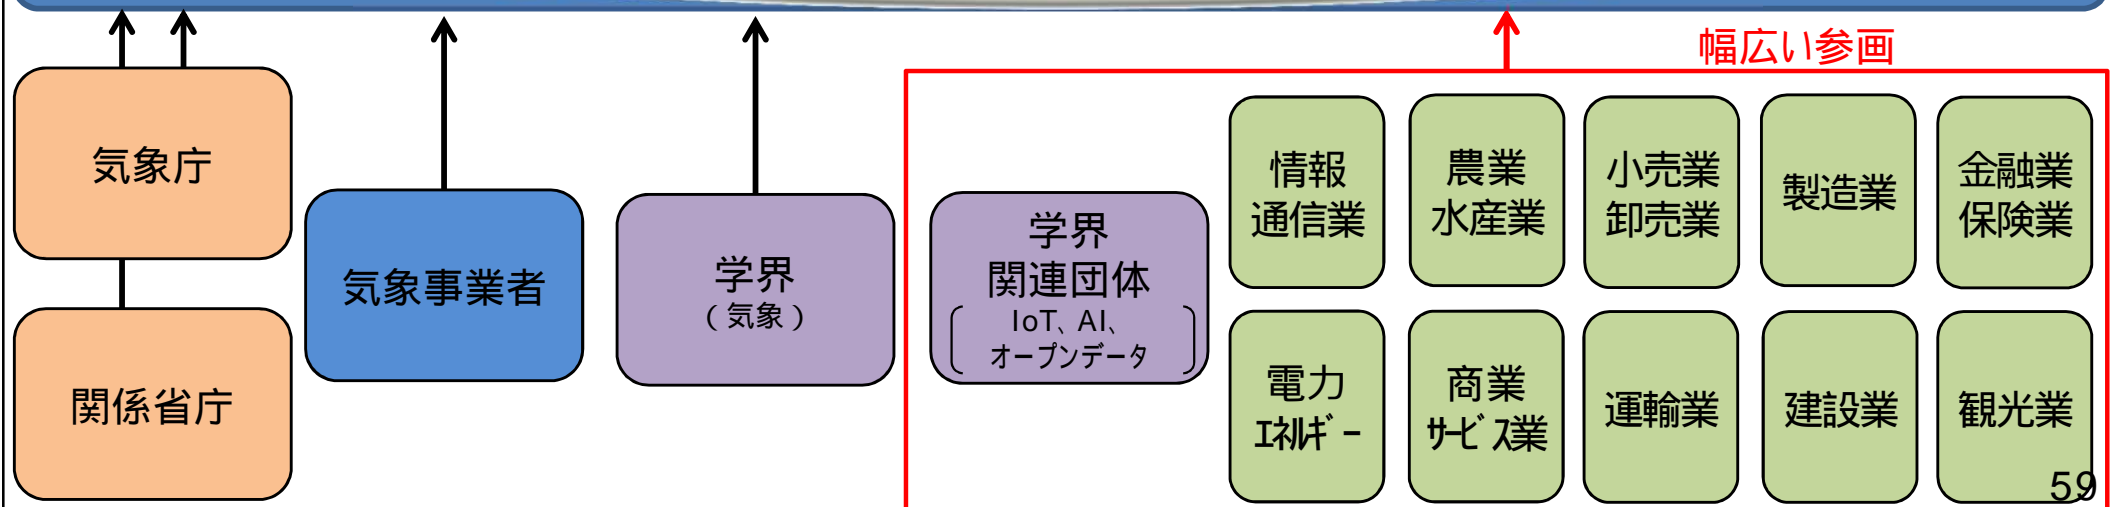 幅広い参画
気象庁
関係省庁
気象事業者
学界
（気象）
学界
関連団体
IoT、AI、
オープンデータ
情報
通信業
農業
水産業
小売業
卸売業
製造業
金融業
保険業
電力
ｴﾈﾙｷﾞｰ
商業
ｻｰﾋﾞｽ業
運輸業
建設業
観光業
59